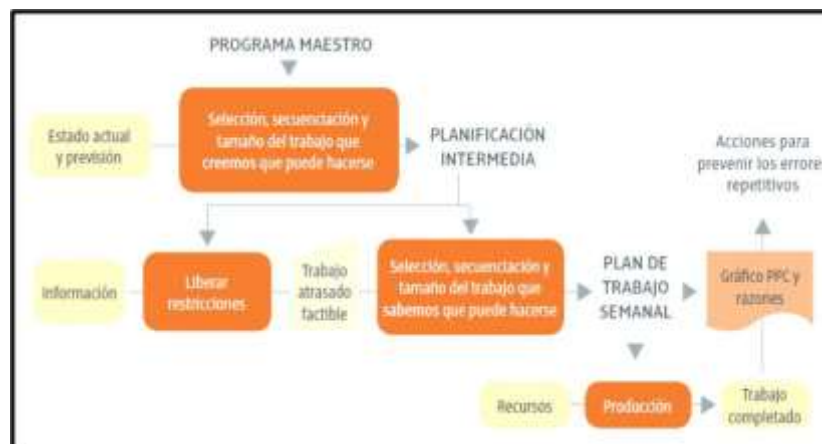 PROGRAMA MAESTRO
Estado actual
y previsión
Selección, secuenciación y
tamaño del trabajo que
creemos que puede hacerse
PLANIFICACIÓN
INTERMEDIA
Acciones para
prevenir los errore
repetitivos
Información
Liberar
restricciones
Trabajo
atrasado
factible
Selección, secuenciación y
tamaño del trabajo que
sabemos que puede hacerse
PLAN DE
TRABAJO
SEMANAL
Gráfico PPC y
razones
Recursos
Producción
Trabajo
completado